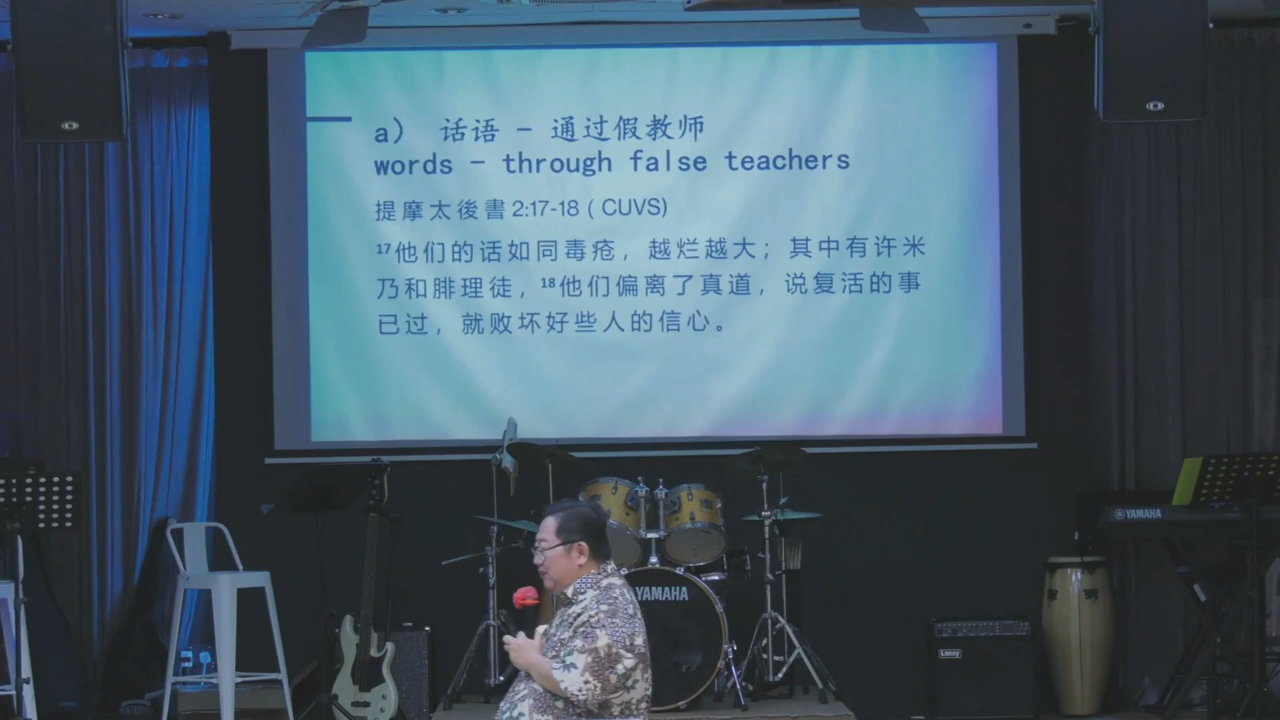 a） 话语 - 通过假教师
words - through false teachers
提摩太後書 2:17-18 ( CUVS)
¹⁷他们的话如同毒疮，越烂越大；其中有许米
乃和腓理徒，¹⁸他们偏离了真道，说复活的事
已过，就败坏好些人的信心。
YAMAHA
YAMAHA
Laney